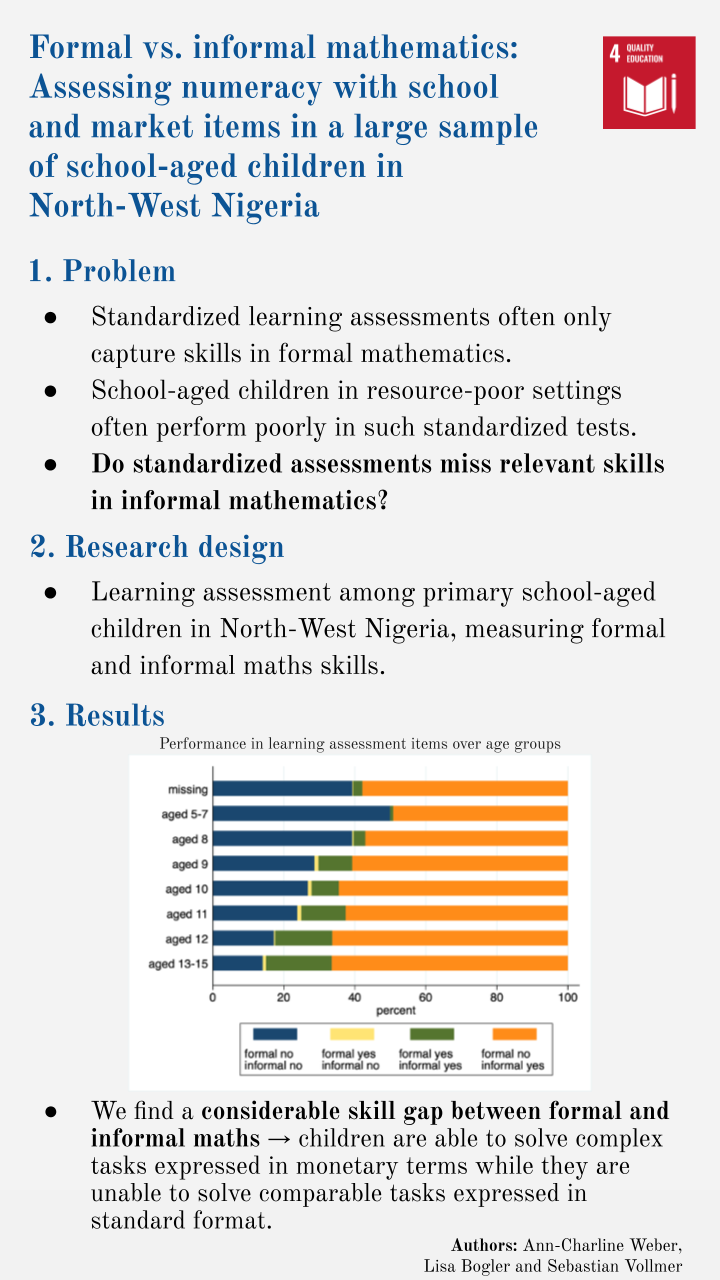 Formal vs. informal mathematics:
Assessing numeracy with school
and market items in a large sample
of school-aged children in
North-West Nigeria
4 QUALITY
EDUCATION
1. Problem
● Standardized learning assessments often only
capture skills in formal mathematics.
● School-aged children in resource-poor settings
often perform poorly in such standardized tests.
● Do standardized assessments miss relevant skills
in informal mathematics?
2. Research design
● Learning assessment among primary school-aged
children in North-West Nigeria, measuring formal
and informal maths skills.
3. Results
Performance in learning assessment items over age groups
missing
aged 5-7
aged 8
aged 9
aged 10
aged 11
aged 12
aged 13-15
0 20 40 60 80 100
percent
formal no formal yes formal yes formal no
informal no informal no informal yes informal yes
● We find a considerable skill gap between formal and
informal maths → children are able to solve complex
tasks expressed in monetary terms while they are
unable to solve comparable tasks expressed in
standard format.
Authors: Ann-Charline Weber,
Lisa Bogler and Sebastian Vollmer